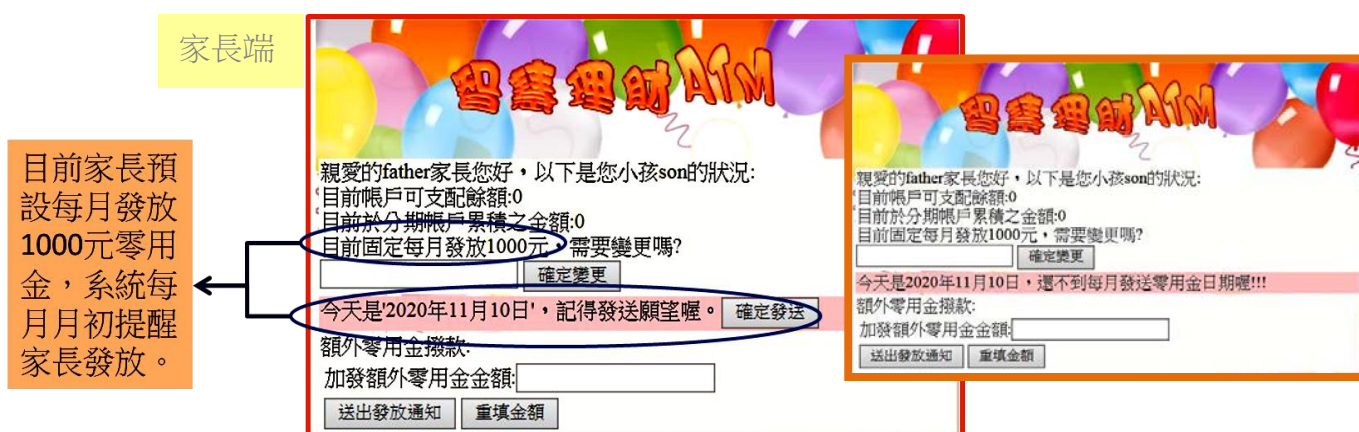 家長端
目前家長預
設每月發放
1000元零用
金，系統每
月月初提醒
家長發放。
酷龘理財ATM
親愛的father家長您好，以下是您小孩son的狀況:
目前帳戶可支配餘額:0
目前於分期帳戶累積之金額:0
目前固定每月發放1000元，需要變更嗎?
確定變更
今天是'2020年11月10日'，記得發送願望喔。 確定發送
額外零用金撥款:
加發額外零用金金額:
送出發放通知 重填金額
理財ATM
親愛的father家長您好，以下是您小孩son的狀況:
目前帳戶可支配餘額:0
目前於分期帳戶累積之金額:0
目前固定每月發放1000元，需要變更嗎?
確定變更
今天是2020年11月10日，還不到每月發送零用金日期喔!!!
額外零用金撥款:
加發額外零用金金額:
送出發放通知 重填金額